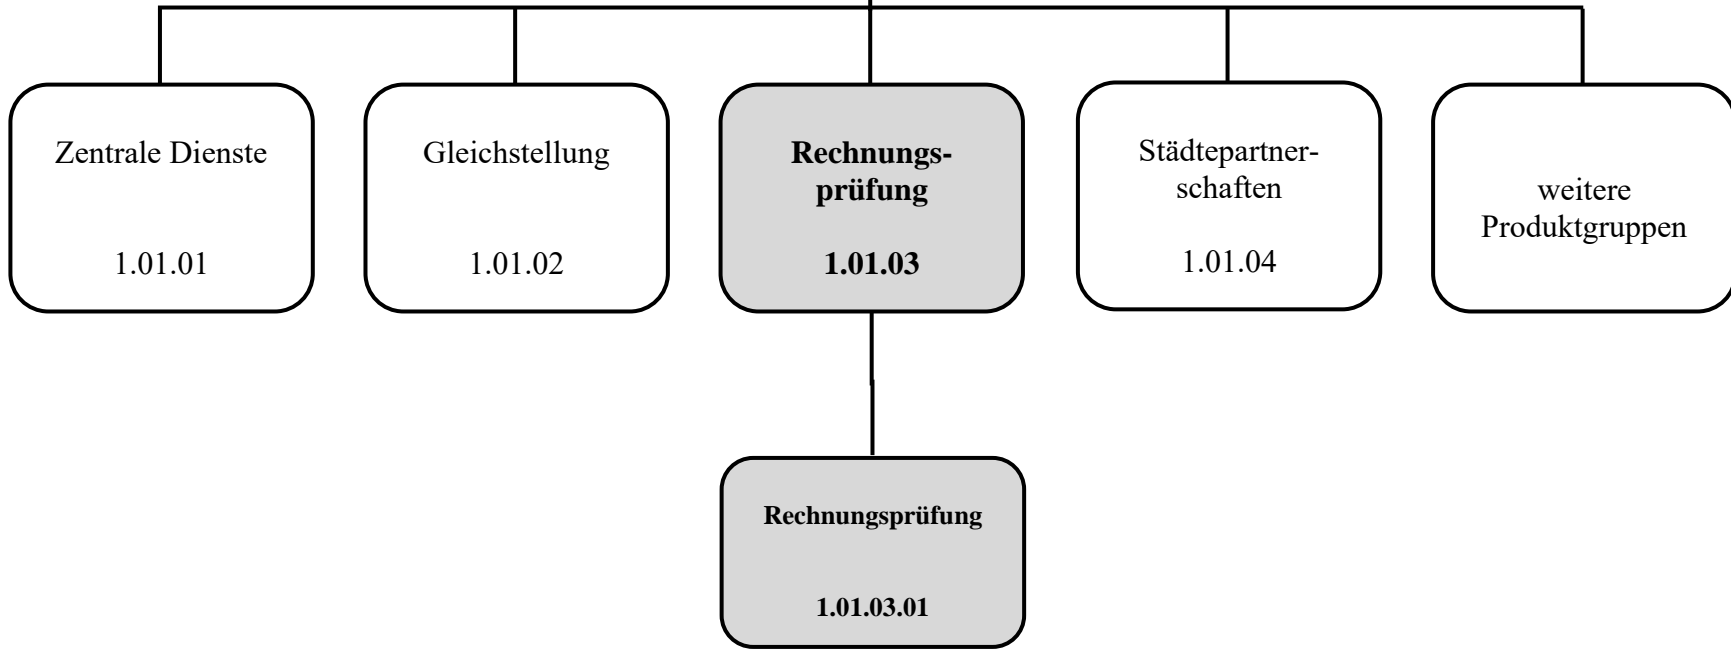 Zentrale Dienste
1.01.01
Gleichstellung
1.01.02
Rechnungs-
prüfung
1.01.03
Städtepartner-
schaften
1.01.04
weitere
Produktgruppen
Rechnungsprüfung
1.01.03.01